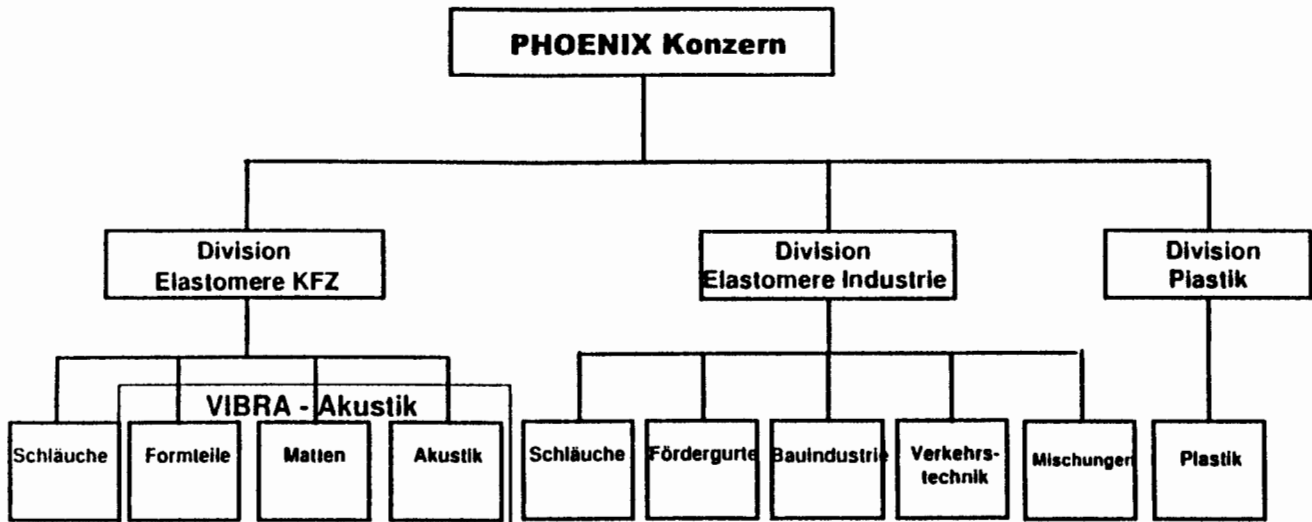 PHOENIX Konzern
Division
Elastomere KFZ
Division
Elastomere Industrie
Division
Plastik
VIBRA - Akustik
Schläuche
Formteile
Matten
Akustik
Schläuche
Fördergurte
Bauindustrie
Verkehrs-
technik
Mischungen
Plastik